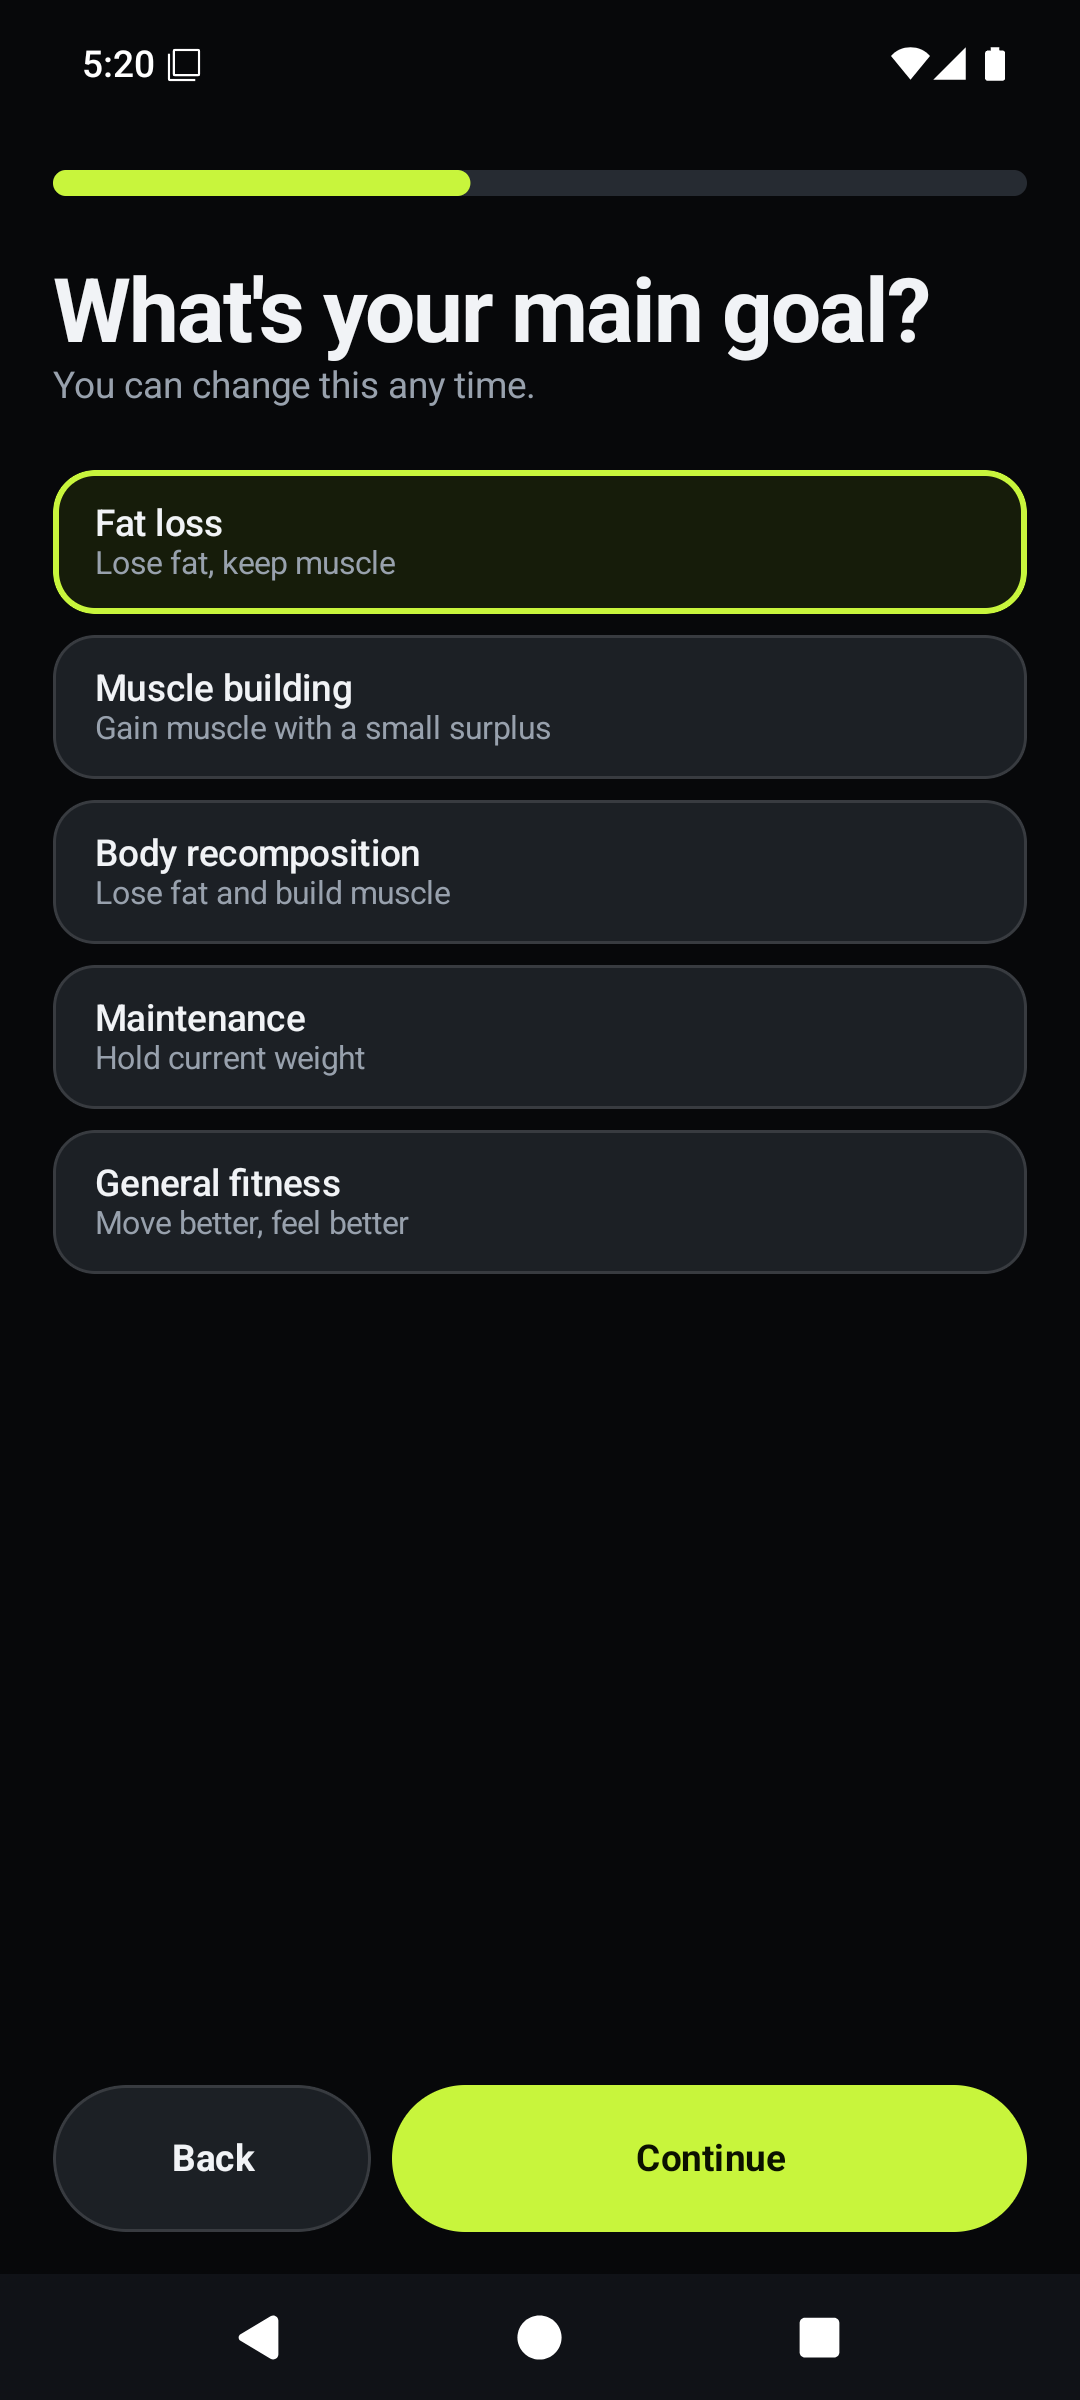 5:20
What's your main goal?
You can change this any time.
Fat loss
Lose fat, keep muscle
Muscle building
Gain muscle with a small surplus
Body recomposition
Lose fat and build muscle
Maintenance
Hold current weight
General fitness
Move better, feel better
Back
Continue